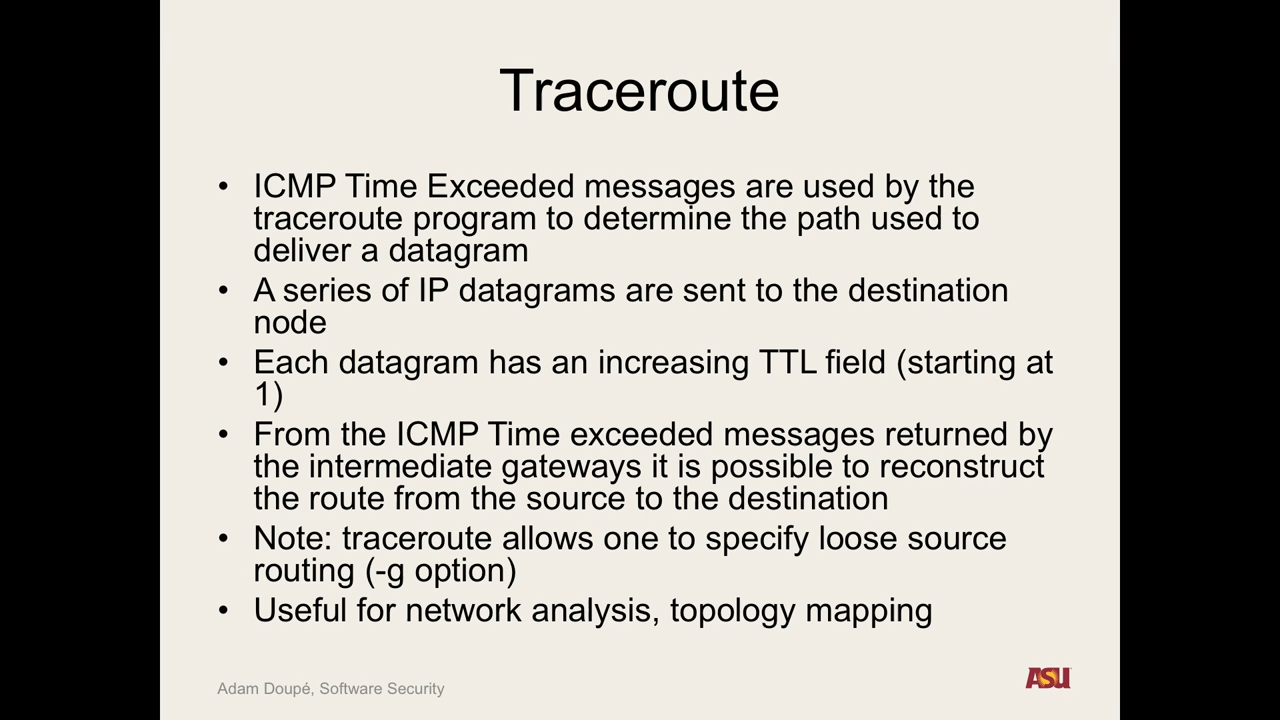 Traceroute
• ICMP Time Exceeded messages are used by the
traceroute program to determine the path used to
deliver a datagram
• A series of IP datagrams are sent to the destination
node
• Each datagram has an increasing TTL field (starting at
1)
• From the ICMP Time exceeded messages returned by
the intermediate gateways it is possible to reconstruct
the route from the source to the destination
• Note: traceroute allows one to specify loose source
routing (-g option)
• Useful for network analysis, topology mapping
Adam Doupé, Software Security
ASU